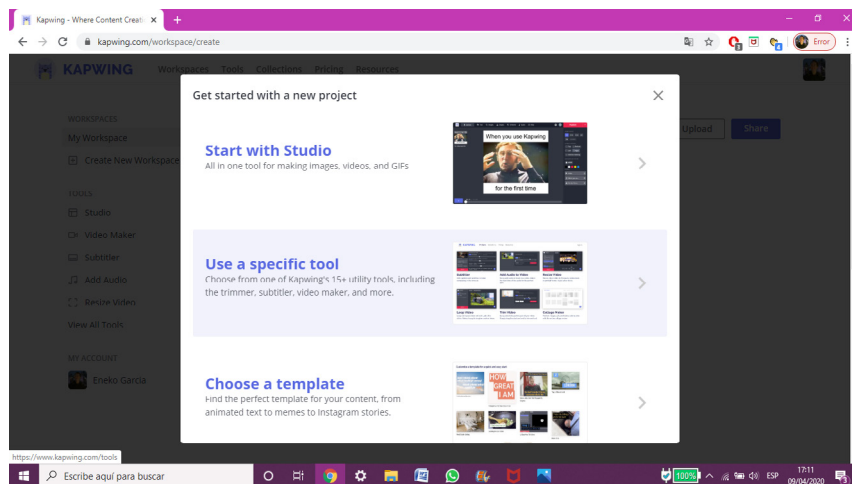 Kapwing - Where Content Creati
kapwing.com/workspace/create
Error
KAPWING Workspaces Tools Collections Pricing Resources
Get started with a new project
WORKSPACES
My Workspace
Create New Workspace
Upload Share
Start with Studio
All in one tool for making images, videos, and GIFs
When you use Kapwing
for the first time
TOOLS
Studio
Video Maker
Subtitler
Add Audio
Resize Video
View All Tools
Use a specific tool
Choose from one of Kapwing's 15+ utility tools, including
the trimmer, subtitler, video maker, and more.
MY ACCOUNT
Eneko Garcia
Choose a template
Find the perfect template for your content, from
animated text to memes to Instagram stories.
HOW
GREAT
I AM
https://www.kapwing.com/tools
Escribe aquí para buscar
100%
ESP
17:11
09/04/2020